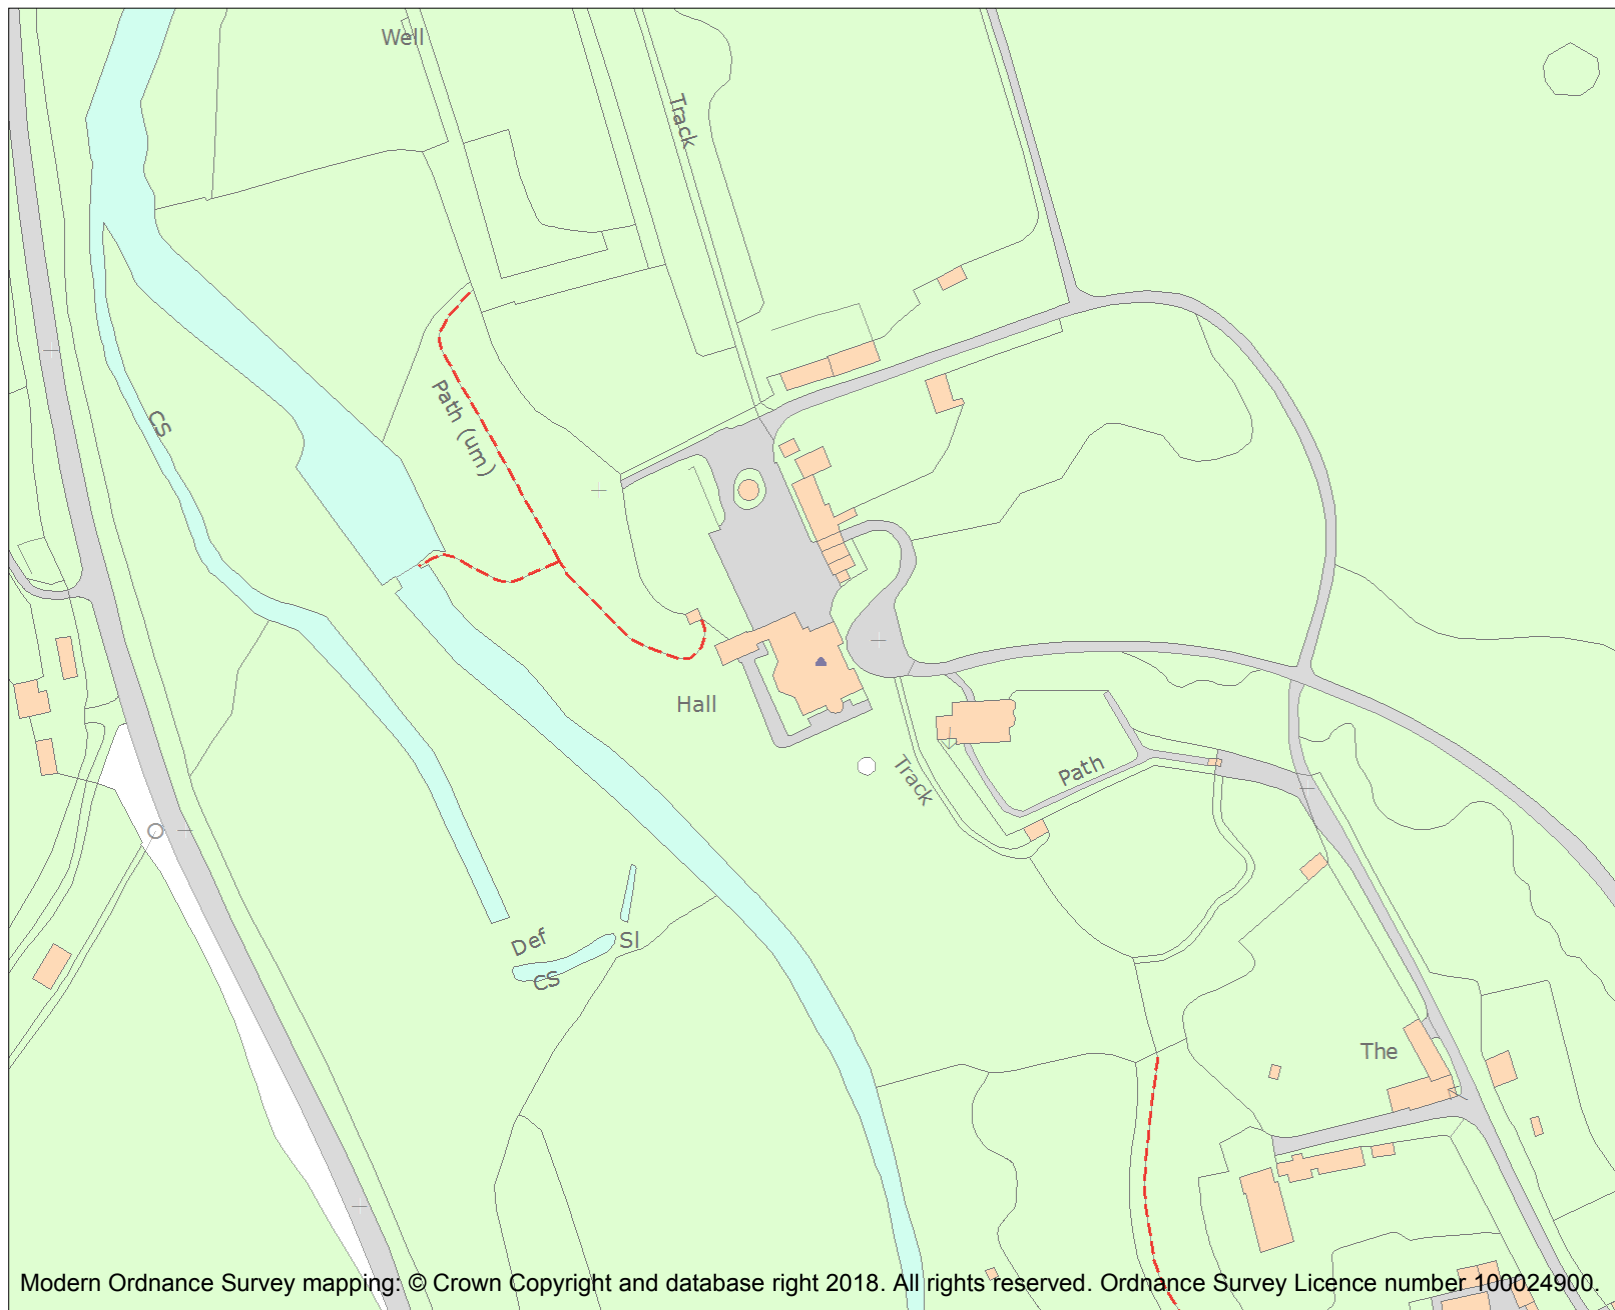 Well
Track
CS
Path (um)
Hall
Track
Path
Def
Sl
CS
The
Modern Ordnance Survey mapping: © Crown Copyright and database right 2018. All rights reserved. Ordnance Survey Licence number 100024900.